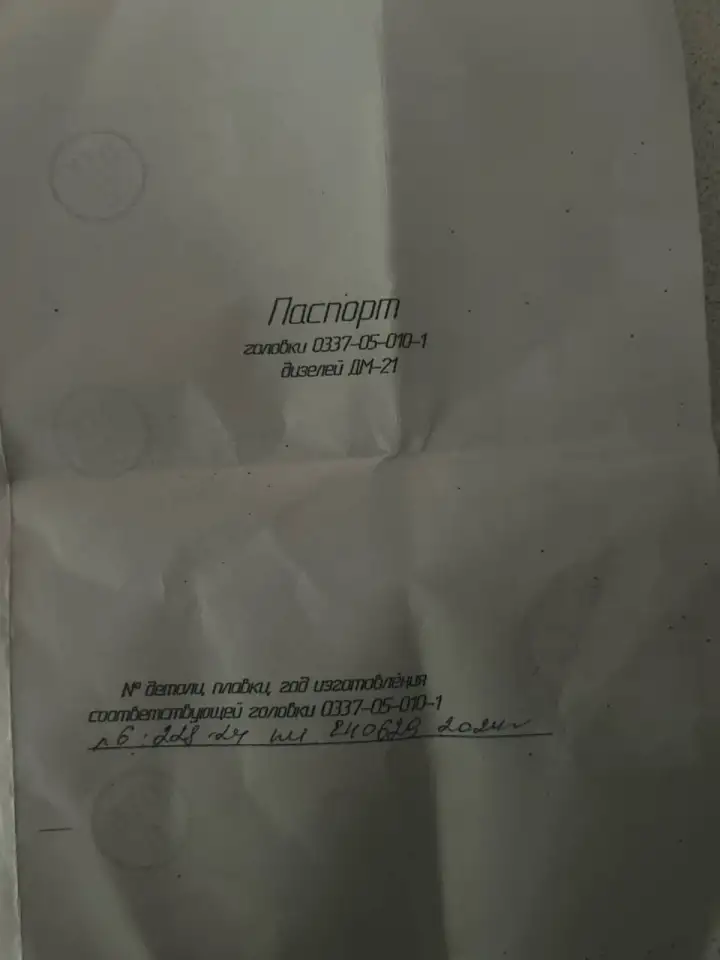 Паспорт
головки 0337-05-010-1
дизелей ДМ-21
№ детали, плавки, год изготовления
соответствующей головки 0337-05-010-1
228 24 240629 2024г